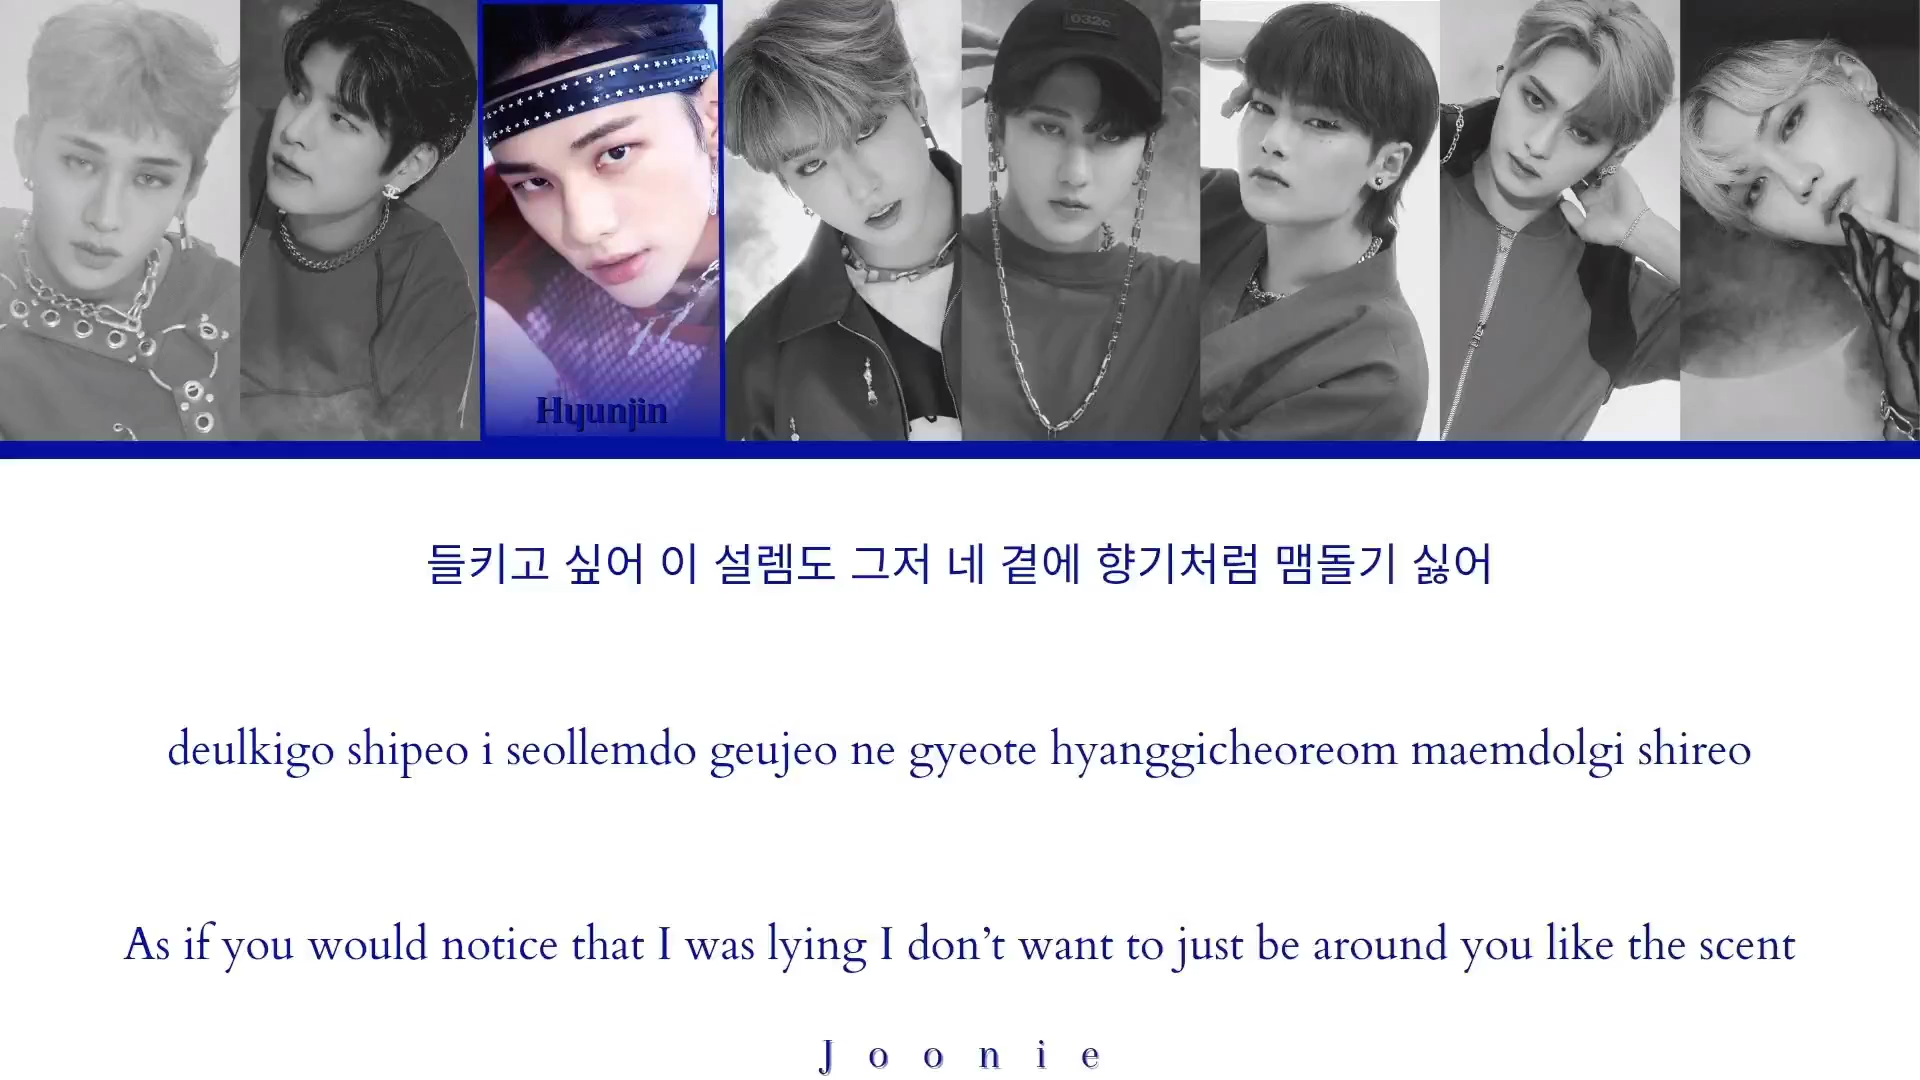 032c
Hyunjin
들키고 싶어 이 설렘도 그저 네 곁에 향기처럼 맴돌기 싫어
deulkigo shipeo i seollemdo geujeo ne gyeote hyanggicheoreom maemdolgi shireo
As if you would notice that I was lying I don’t want to just be around you like the scent
Joonie